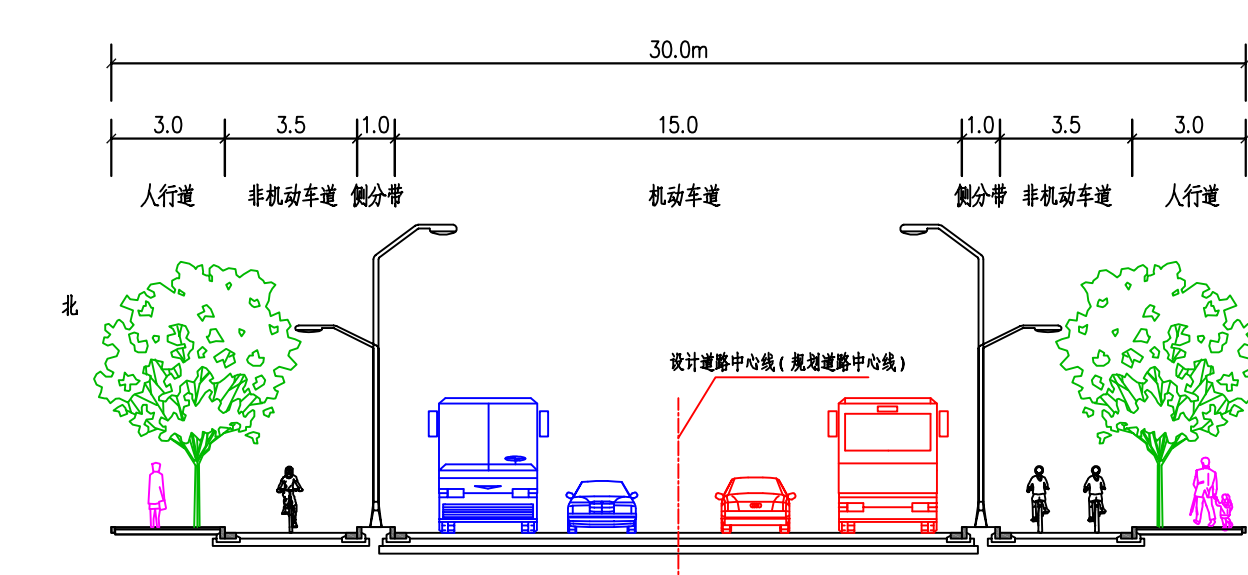 30.0m
3.0 3.5 1.0 15.0 1.0 3.5 3.0
人行道 非机动车道 侧分带 机动车道 侧分带 非机动车道 人行道
北
设计道路中心线(规划道路中心线)